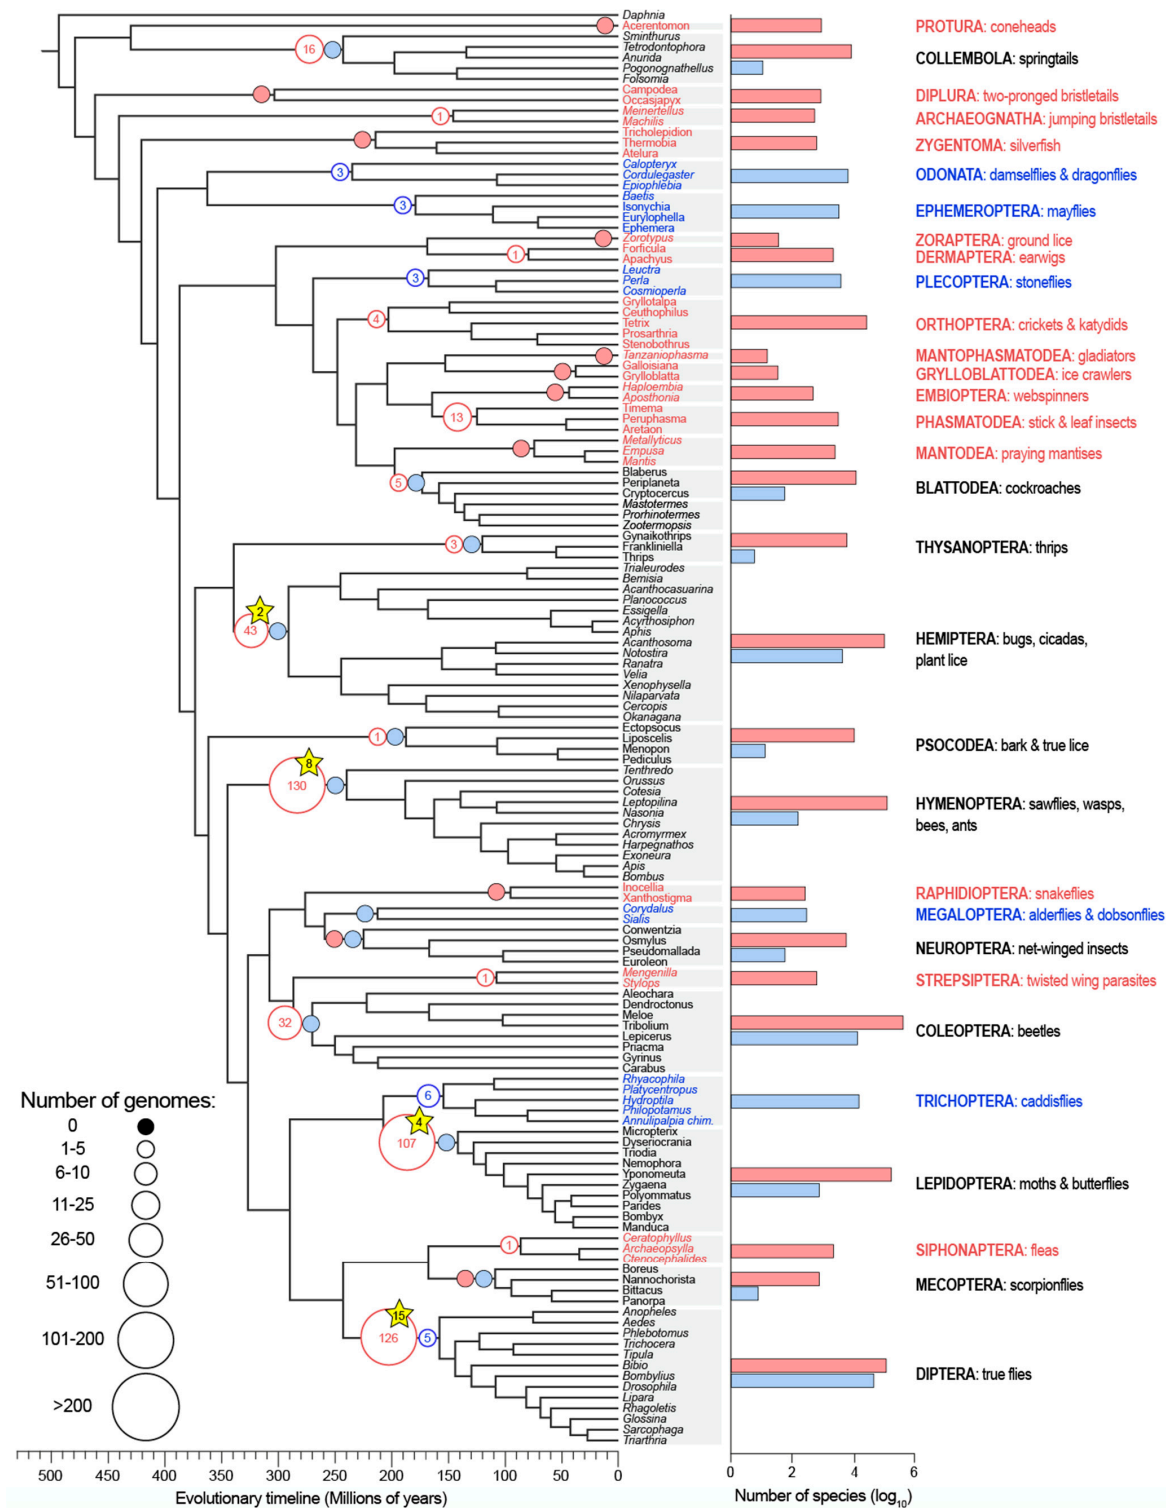 Daphnia
Acerentomon
Sminthurus
Tetrodontophora
Anurida
Pogonognathellus
Folsomia
Campodea
Occasjapyx
Meinertellus
Machilis
Tricholepidion
Thermobia
Atelura
Calopteryx
Cordulegaster
Epiophlebia
Baetis
Isonychia
Eurylophella
Ephemera
Zorotypus
Forficula
Apachyus
Leuctra
Perla
Cosmioperla
Gryllotalpa
Ceuthophilus
Tetrix
Prosarthria
Stenobothrus
Tanzaniophasma
Galloisiana
Grylloblatta
Haploembia
Aposthonia
Timema
Peruphasma
Aretaon
Metallyticus
Empusa
Mantis
Blaberus
Periplaneta
Cryptocercus
Mastotermes
Prorhinotermes
Zootermopsis
Gynaikothrips
Frankliniella
Thrips
Trialeurodes
Bemisia
Acanthocasuarina
Planococcus
Essigella
Acyrthosiphon
Aphis
Acanthosoma
Notostira
Ranatra
Velia
Xenophysella
Nilaparvata
Cercopis
Okanagana
Ectopsocus
Liposcelis
Menopon
Pediculus
Tenthredo
Orussus
Cotesia
Leptopilina
Nasonia
Chrysis
Acromyrmex
Harpegnathos
Exoneura
Apis
Bombus
Inocellia
Xanthostigma
Corydalus
Sialis
Conwentzia
Osmylus
Pseudomallada
Euroleon
Mengenilla
Stylops
Aleochara
Dendroctonus
Meloe
Tribolium
Lepicerus
Priacma
Gyrinus
Carabus
Rhyacophila
Platycentropus
Hydroptila
Philopotamus
Annulipalpia chim.
Micropterix
Dyseriocrania
Triodia
Nemophora
Yponomeuta
Zygaena
Polyommatus
Parides
Bombyx
Manduca
Ceratophyllus
Archaeopsylla
Ctenocephalides
Boreus
Nannochorista
Bittacus
Panorpa
Anopheles
Aedes
Phlebotomus
Trichocera
Tipula
Bibio
Bombylius
Drosophila
Lipara
Rhagoletis
Glossina
Sarcophaga
Triarthria
16
1
3
3
1
3
4
13
5
3
2
43
1
8
130
1
32
6
4
107
1
15
126
5
PROTURA: coneheads
COLLEMBOLA: springtails
DIPLURA: two-pronged bristletails
ARCHAEOGNATHA: jumping bristletails
ZYGENTOMA: silverfish
ODONATA: damselflies & dragonflies
EPHEMEROPTERA: mayflies
ZORAPTERA: ground lice
DERMAPTERA: earwigs
PLECOPTERA: stoneflies
ORTHOPTERA: crickets & katydids
MANTOPHASMATODEA: gladiators
GRYLLOBLATTODEA: ice crawlers
EMBIOPTERA: webspinners
PHASMATODEA: stick & leaf insects
MANTODEA: praying mantises
BLATTODEA: cockroaches
THYSANOPTERA: thrips
HEMIPTERA: bugs, cicadas,
plant lice
PSOCODEA: bark & true lice
HYMENOPTERA: sawflies, wasps,
bees, ants
RAPHIDIOPTERA: snakeflies
MEGALOPTERA: alderflies & dobsonflies
NEUROPTERA: net-winged insects
STREPSIPTERA: twisted wing parasites
COLEOPTERA: beetles
TRICHOPTERA: caddisflies
LEPIDOPTERA: moths & butterflies
SIPHONAPTERA: fleas
MECOPTERA: scorpionflies
DIPTERA: true flies
Number of genomes:
0
1-5
6-10
11-25
26-50
51-100
101-200
>200
500 450 400 350 300 250 200 150 100 50 0
Evolutionary timeline (Millions of years)
0 2 4 6
Number of species (log10)